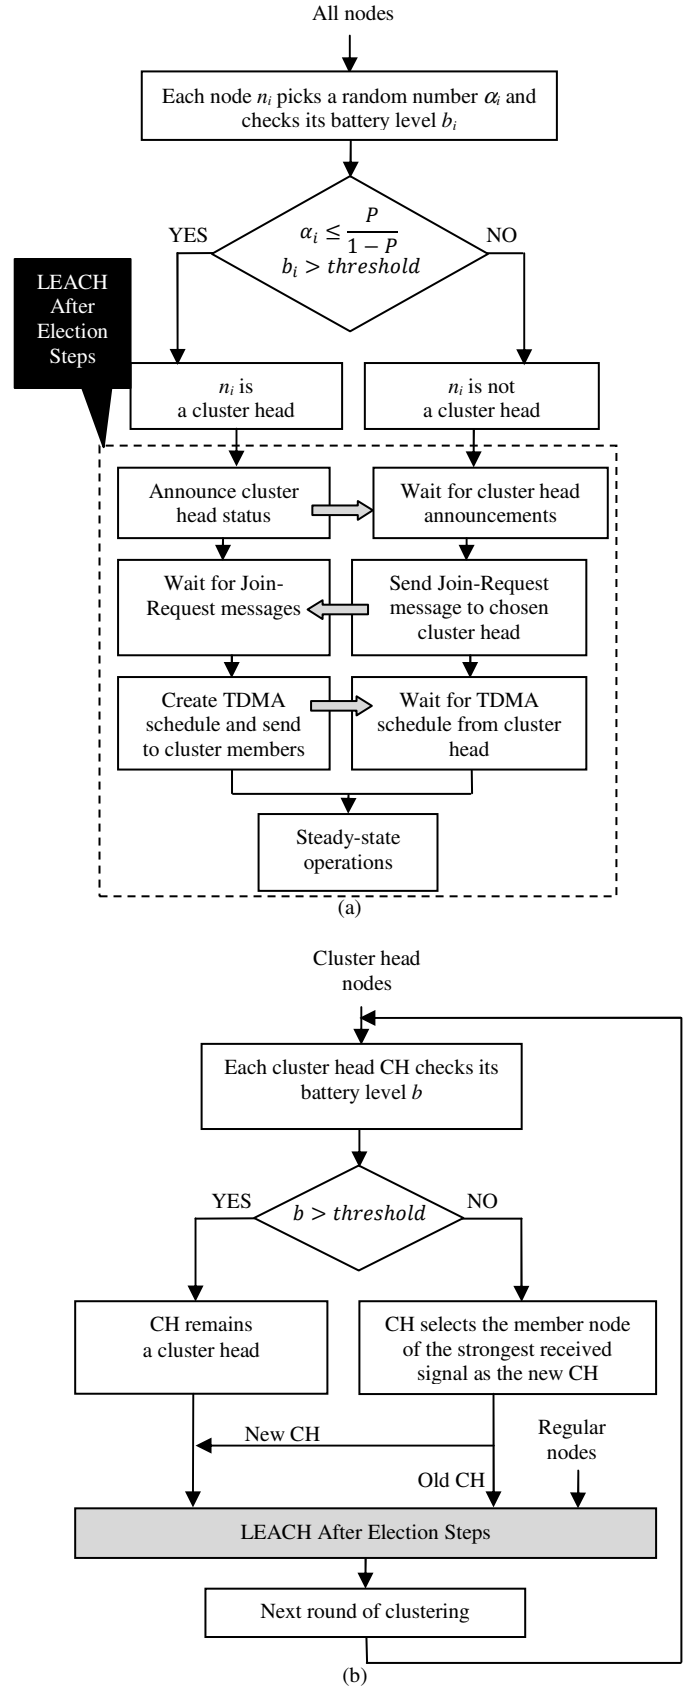 All nodes
Each node nᵢ picks a random number αᵢ and
checks its battery level bᵢ
YES
NO
αᵢ ≤ P / 1 − P
bᵢ > threshold
LEACH
After
Election
Steps
nᵢ is
a cluster head
nᵢ is not
a cluster head
Announce cluster
head status
Wait for cluster head
announcements
Wait for Join-
Request messages
Send Join-Request
message to chosen
cluster head
Create TDMA
schedule and send
to cluster members
Wait for TDMA
schedule from cluster
head
Steady-state
operations
(a)
Cluster head
nodes
Each cluster head CH checks its
battery level b
YES
NO
b > threshold
CH remains
a cluster head
CH selects the member node
of the strongest received
signal as the new CH
New CH
Regular
nodes
Old CH
LEACH After Election Steps
Next round of clustering
(b)